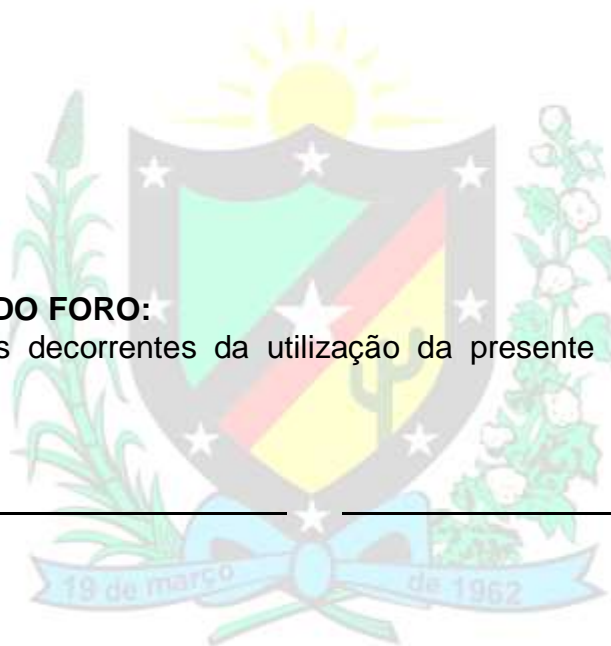 DO FORO:
s decorrentes da utilização da presente
19 de março de 1962